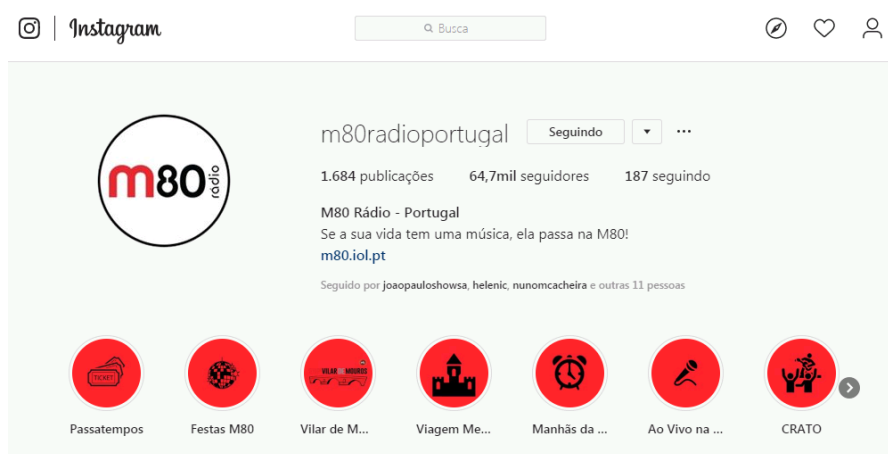 Instagram
Busca
m80radioportugal Seguindo
1.684 publicações 64,7mil seguidores 187 seguindo
M80 Rádio - Portugal
Se a sua vida tem uma música, ela passa na M80!
m80.iol.pt
Seguido por joaopauloshowsa, helenic, nunomcacheira e outras 11 pessoas
m80 rádio
TICKET
VILAR DE MOUROS
Passatempos Festas M80 Vilar de M... Viagem Me... Manhãs da ... Ao Vivo na ... CRATO